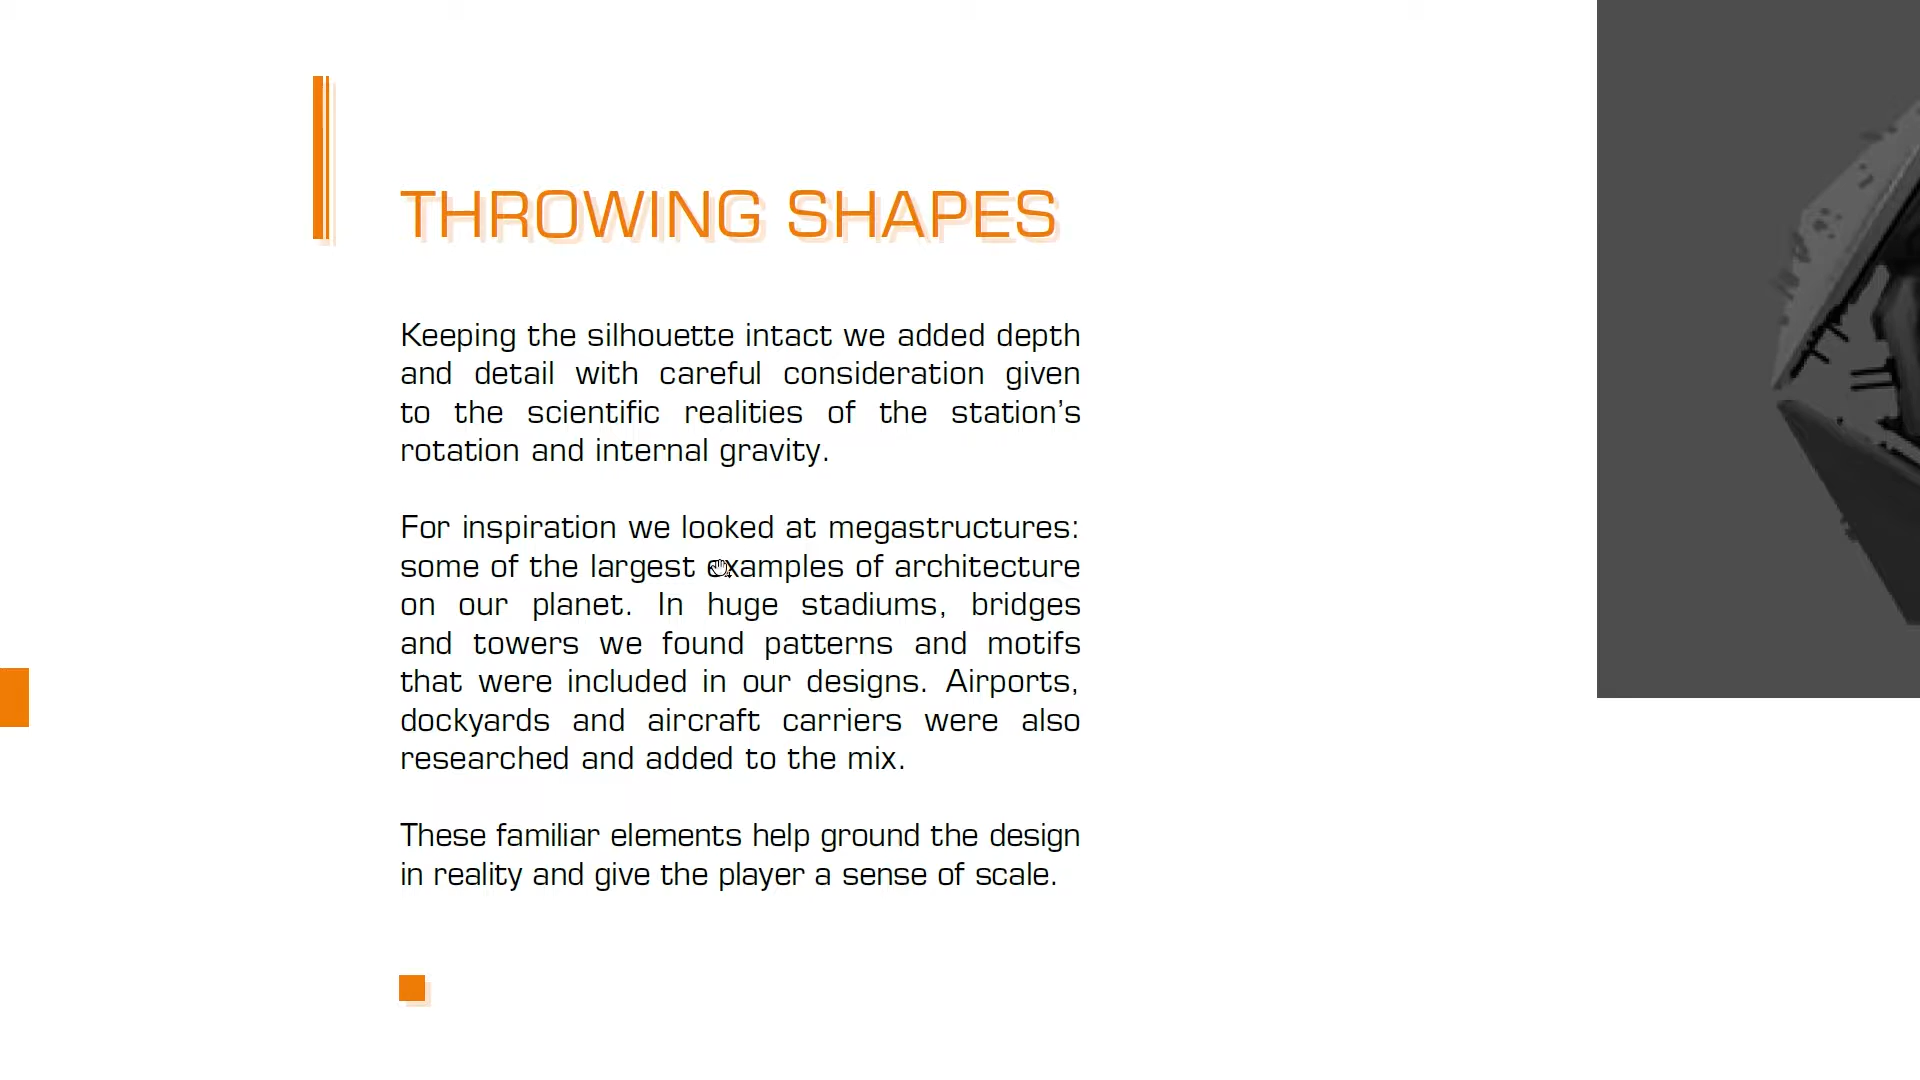 THROWING SHAPES
Keeping the silhouette intact we added depth
and detail with careful consideration given
to the scientific realities of the station’s
rotation and internal gravity.
For inspiration we looked at megastructures:
some of the largest examples of architecture
on our planet. In huge stadiums, bridges
and towers we found patterns and motifs
that were included in our designs. Airports,
dockyards and aircraft carriers were also
researched and added to the mix.
These familiar elements help ground the design
in reality and give the player a sense of scale.